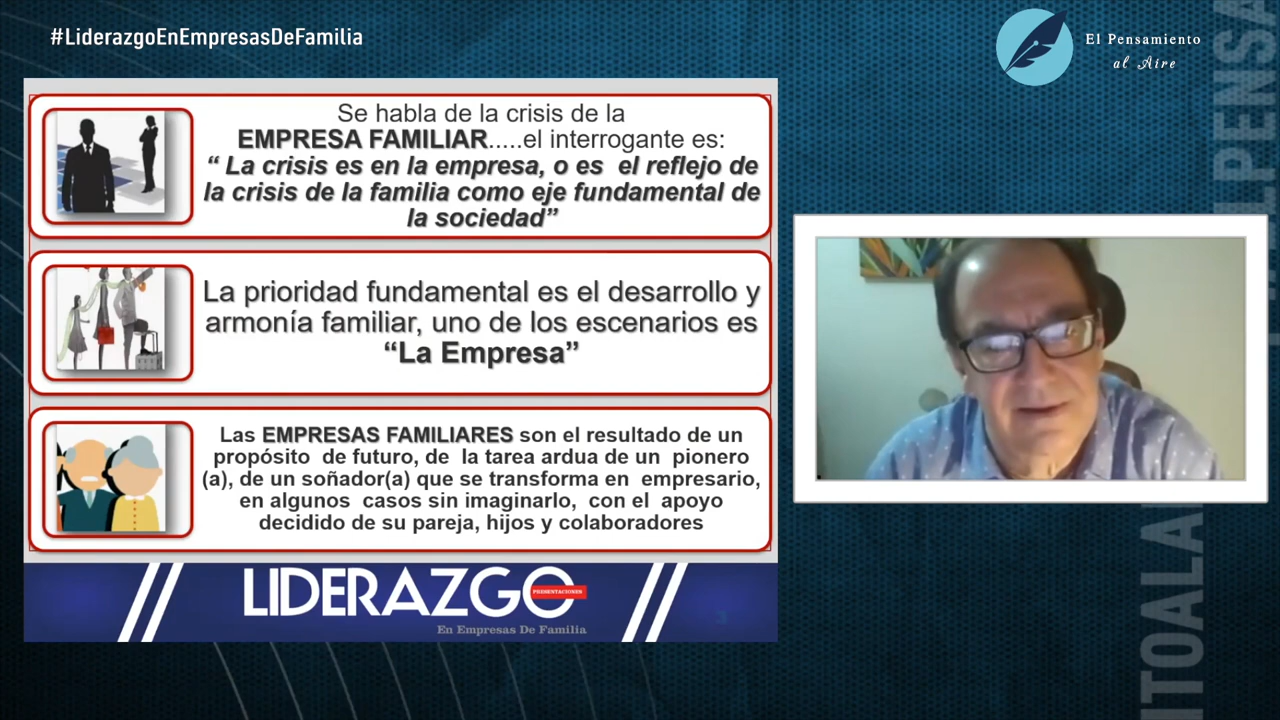 #LiderazgoEnEmpresasDeFamilia
El Pensamiento
al Aire
Se habla de la crisis de la
EMPRESA FAMILIAR.....el interrogante es:
“ La crisis es en la empresa, o es el reflejo de
la crisis de la familia como eje fundamental de
la sociedad”
La prioridad fundamental es el desarrollo y
armonía familiar, uno de los escenarios es
“La Empresa”
Las EMPRESAS FAMILIARES son el resultado de un
propósito de futuro, de la tarea ardua de un pionero
(a), de un soñador(a) que se transforma en empresario,
en algunos casos sin imaginarlo, con el apoyo
decidido de su pareja, hijos y colaboradores
LIDERAZGO
PRESENTACIONES
En Empresas De Familia